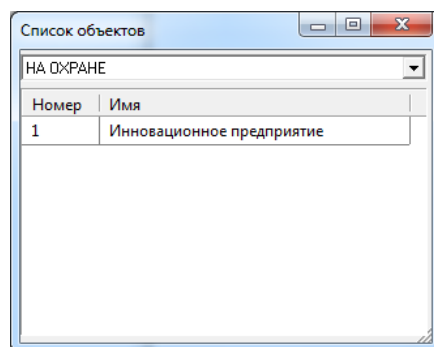 Список объектов
НА ОХРАНЕ
Номер Имя
1 Инновационное предприятие